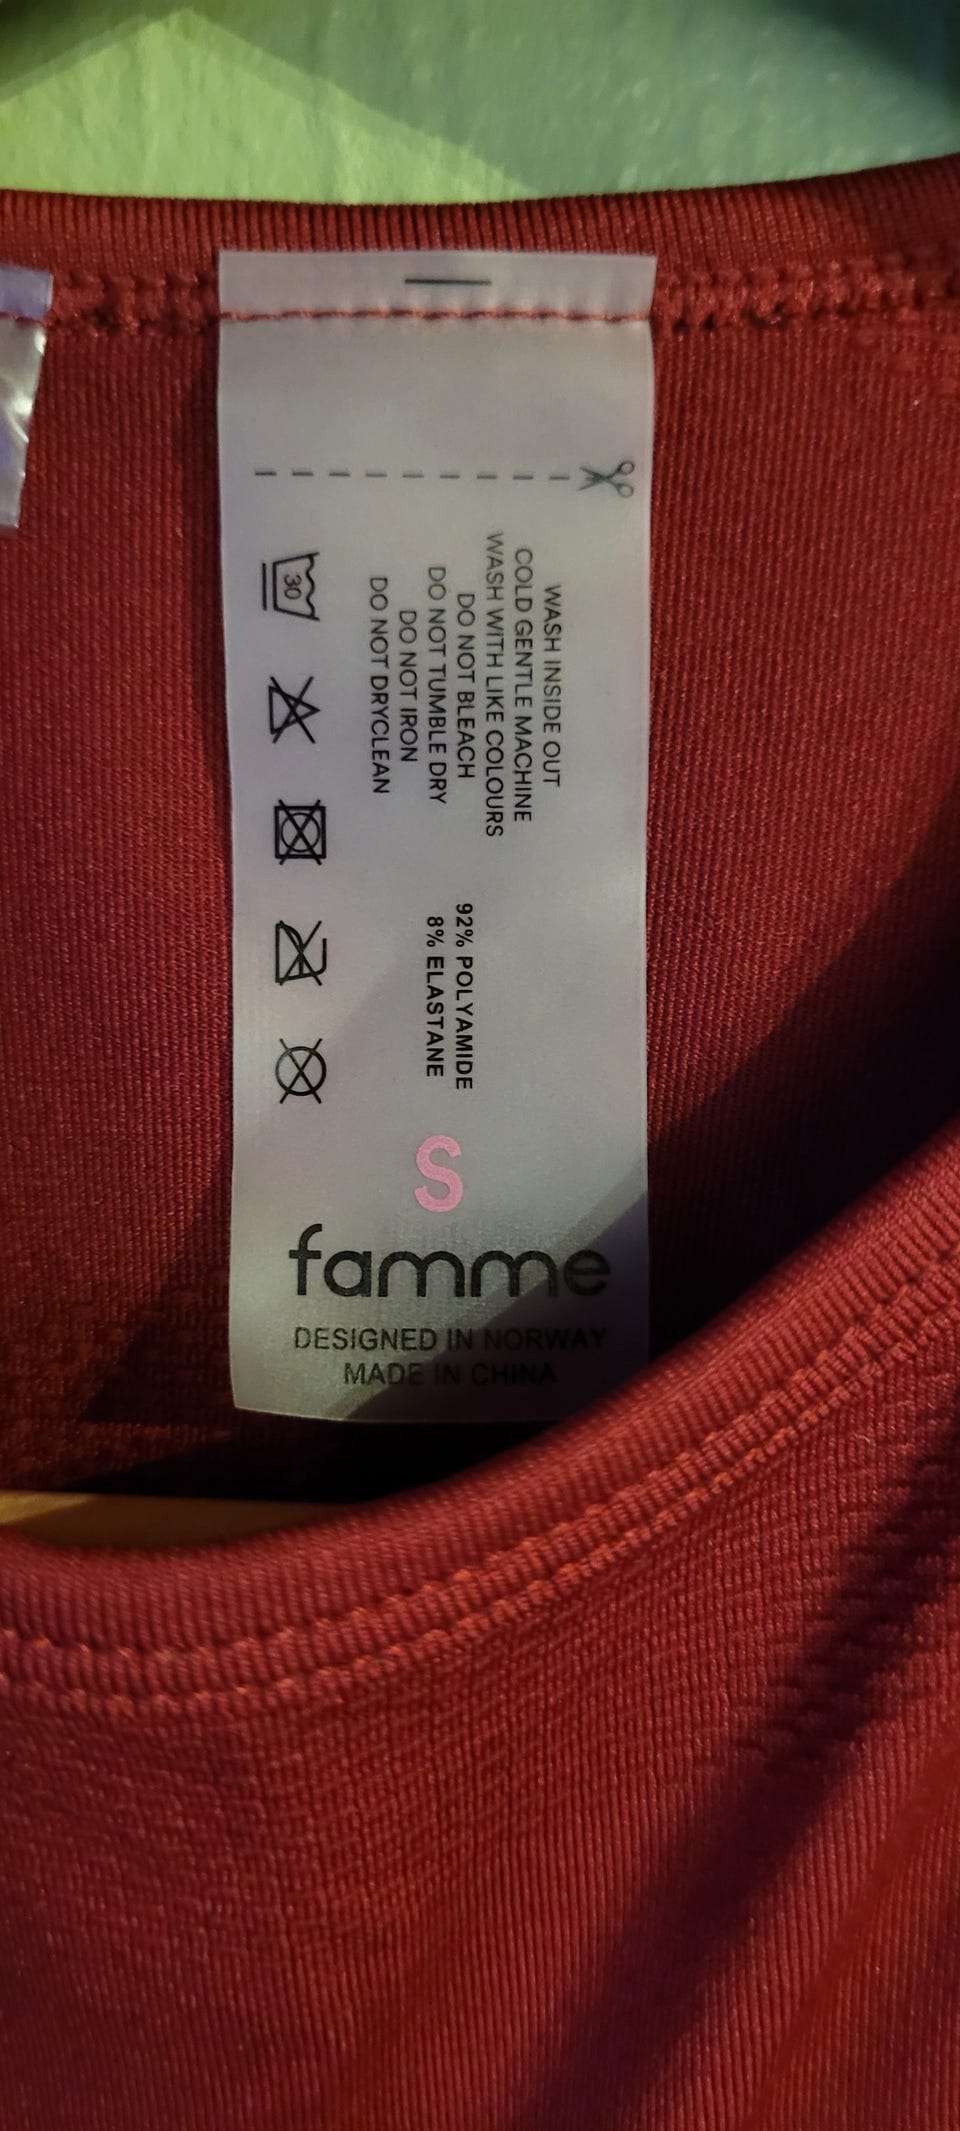 WASH INSIDE OUT
COLD GENTLE MACHINE
WASH WITH LIKE COLOURS
DO NOT BLEACH
DO NOT TUMBLE DRY
DO NOT IRON
DO NOT DRYCLEAN
30
92% POLYAMIDE
8% ELASTANE
S
famme
DESIGNED IN NORWAY
MADE IN CHINA